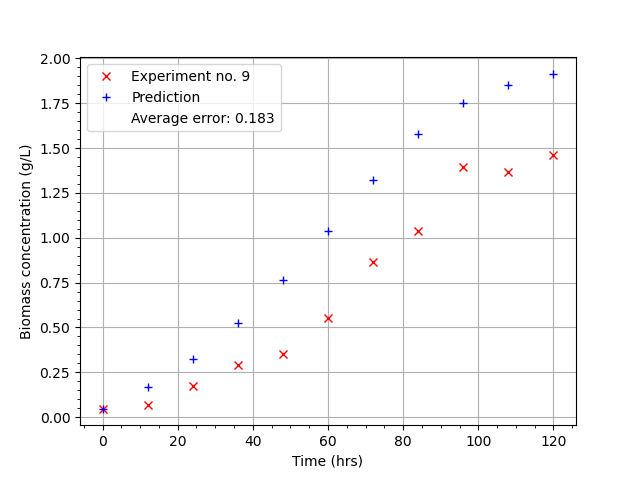 Experiment no. 9
Prediction
Average error: 0.183
2.00
1.75
1.50
1.25
1.00
0.75
0.50
0.25
0.00
Biomass concentration (g/L)
0 20 40 60 80 100 120
Time (hrs)